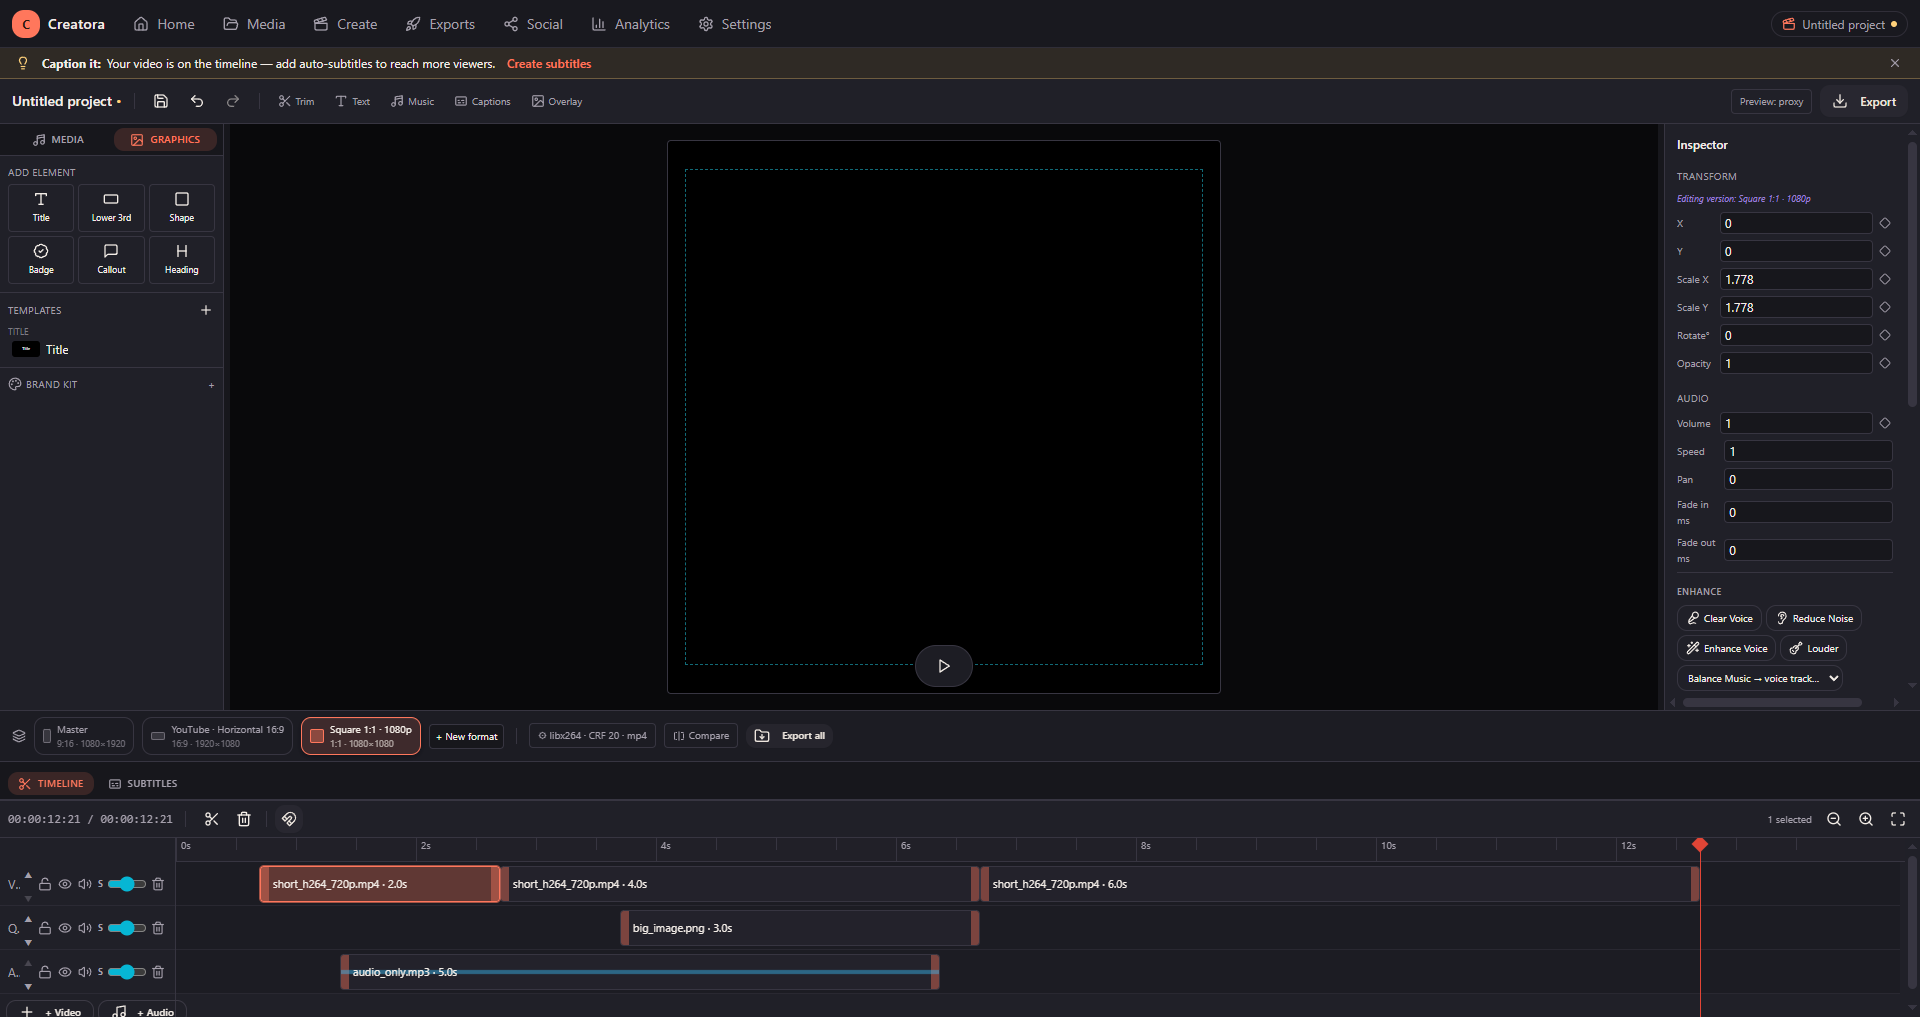 C Creatora Home Media Create Exports Social Analytics Settings Untitled project
Caption it: Your video is on the timeline — add auto-subtitles to reach more viewers. Create subtitles
Untitled project Trim Text Music Captions Overlay Preview: proxy Export
MEDIA GRAPHICS
ADD ELEMENT
Title Lower 3rd Shape
Badge Callout Heading
TEMPLATES
TITLE
Title Title
BRAND KIT +
Inspector
TRANSFORM
Editing version: Square 1:1 · 1080p
X 0
Y 0
Scale X 1.778
Scale Y 1.778
Rotate° 0
Opacity 1
AUDIO
Volume 1
Speed 1
Pan 0
Fade in ms 0
Fade out ms 0
ENHANCE
Clear Voice Reduce Noise
Enhance Voice Louder
Balance Music → voice track...
Master
9:16 · 1080×1920
YouTube · Horizontal 16:9
16:9 · 1920×1080
Square 1:1 · 1080p
1:1 · 1080×1080
+ New format
libx264 · CRF 20 · mp4
Compare
Export all
TIMELINE SUBTITLES
00:00:12:21 / 00:00:12:21 1 selected
0s 2s 4s 6s 8s 10s 12s
V.. S short_h264_720p.mp4 · 2.0s short_h264_720p.mp4 · 4.0s short_h264_720p.mp4 · 6.0s
Q. S big_image.png · 3.0s
A.. S audio_only.mp3 · 5.0s
+ Video + Audio